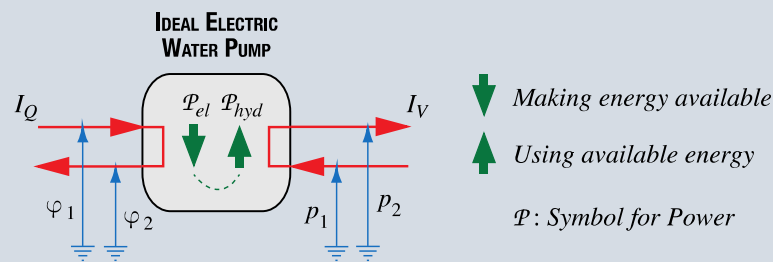 IDEAL ELECTRIC
WATER PUMP
I_Q
𝒫_el 𝒫_hyd
I_V
φ_1
φ_2
p_1
p_2
Making energy available
Using available energy
𝒫: Symbol for Power